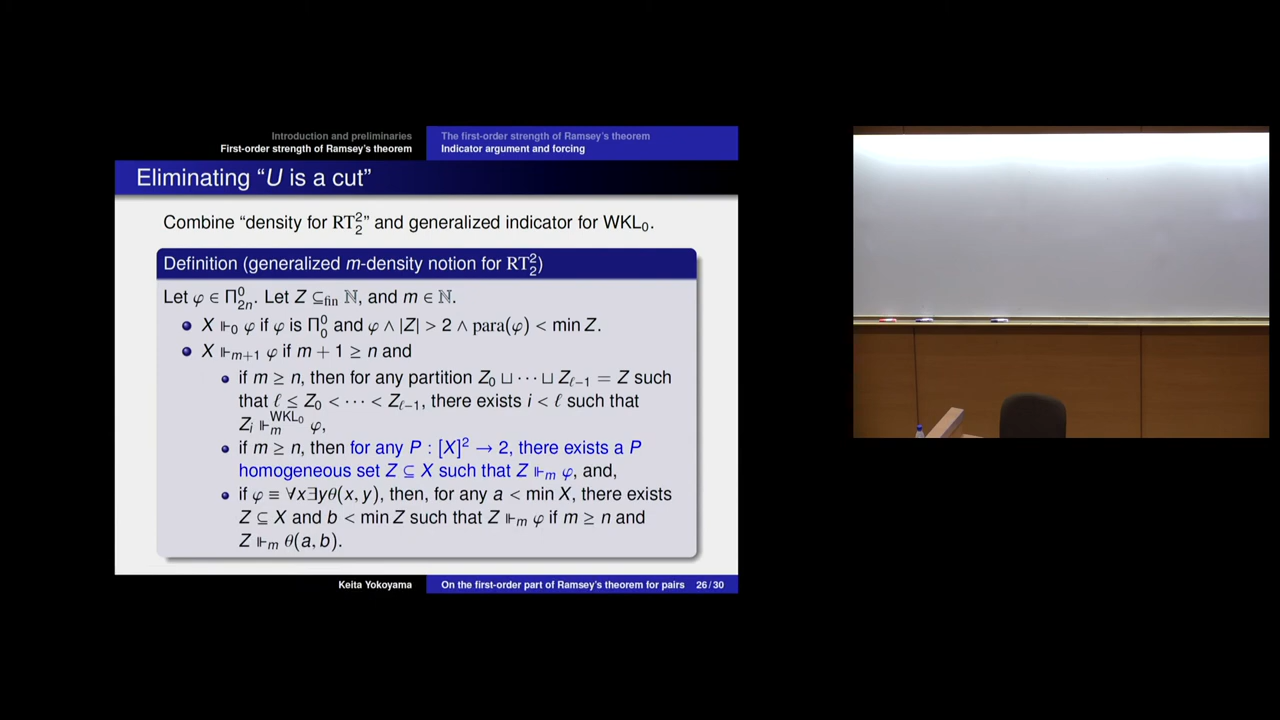 Introduction and preliminaries
First-order strength of Ramsey's theorem
The first-order strength of Ramsey's theorem
Indicator argument and forcing
Eliminating “U is a cut”
Combine “density for RT²₂” and generalized indicator for WKL₀.
Definition (generalized m-density notion for RT²₂)
Let φ ∈ Π⁰₂ₙ. Let Z ⊆fin ℕ, and m ∈ ℕ.
X ⊩₀ φ if φ is Π⁰₀ and φ ∧ |Z| > 2 ∧ para(φ) < min Z.
X ⊩ₘ₊₁ φ if m + 1 ≥ n and
if m ≥ n, then for any partition Z₀ ⊔ ··· ⊔ Zℓ₋₁ = Z such
that ℓ ≤ Z₀ < ··· < Zℓ₋₁, there exists i < ℓ such that
Zᵢ ⊩ₘ^WKL₀ φ,
if m ≥ n, then for any P : [X]² → 2, there exists a P
homogeneous set Z ⊆ X such that Z ⊩ₘ φ, and,
if φ ≡ ∀x∃yθ(x, y), then, for any a < min X, there exists
Z ⊆ X and b < min Z such that Z ⊩ₘ φ if m ≥ n and
Z ⊩ₘ θ(a, b).
Keita Yokoyama
On the first-order part of Ramsey's theorem for pairs
26 / 30